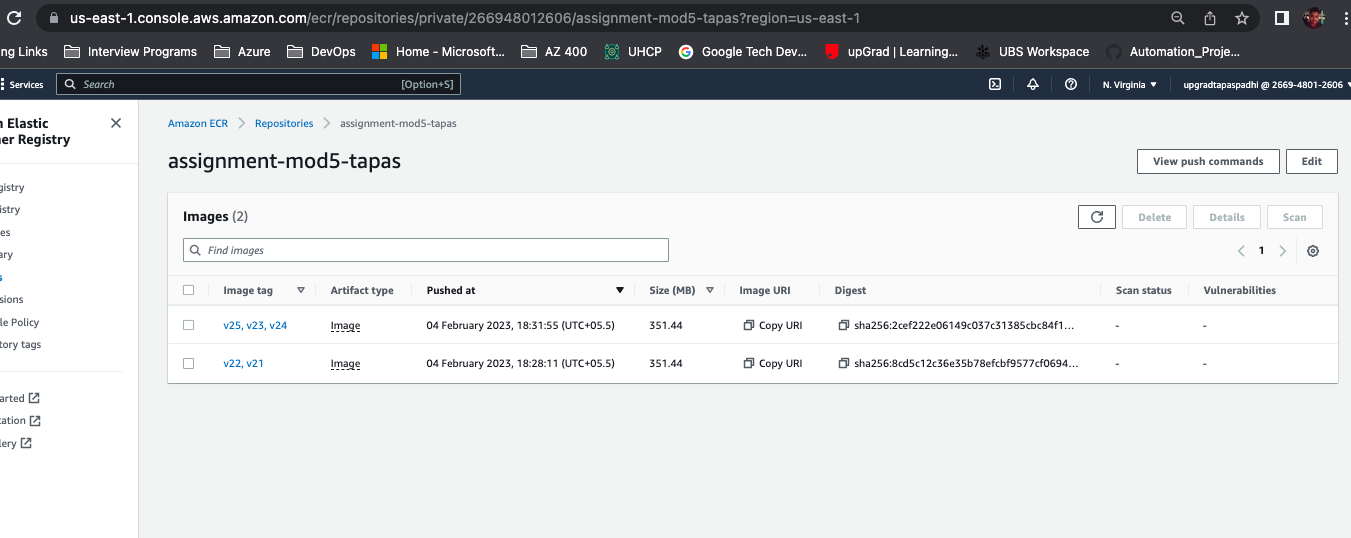 us-east-1.console.aws.amazon.com/ecr/repositories/private/266948012606/assignment-mod5-tapas?region=us-east-1
ng Links Interview Programs Azure DevOps Home - Microsoft... AZ 400 UHCP Google Tech Dev... upGrad | Learning... UBS Workspace Automation_Proje...
Services Search [Option+S] N. Virginia ▼ upgradtapaspadhi @ 2669-4801-2606
n Elastic
ner Registry
Amazon ECR > Repositories > assignment-mod5-tapas
assignment-mod5-tapas View push commands Edit
gistry
istry
es
ary
s
sions
le Policy
tory tags
arted
tation
lery
Images (2) Delete Details Scan
Find images 1
Image tag Artifact type Pushed at Size (MB) Image URI Digest Scan status Vulnerabilities
v25, v23, v24 Image 04 February 2023, 18:31:55 (UTC+05.5) 351.44 Copy URI sha256:2cef222e06149c037c31385cbc84f1... - -
v22, v21 Image 04 February 2023, 18:28:11 (UTC+05.5) 351.44 Copy URI sha256:8cd5c12c36e35b78efcbf9577cf0694... - -